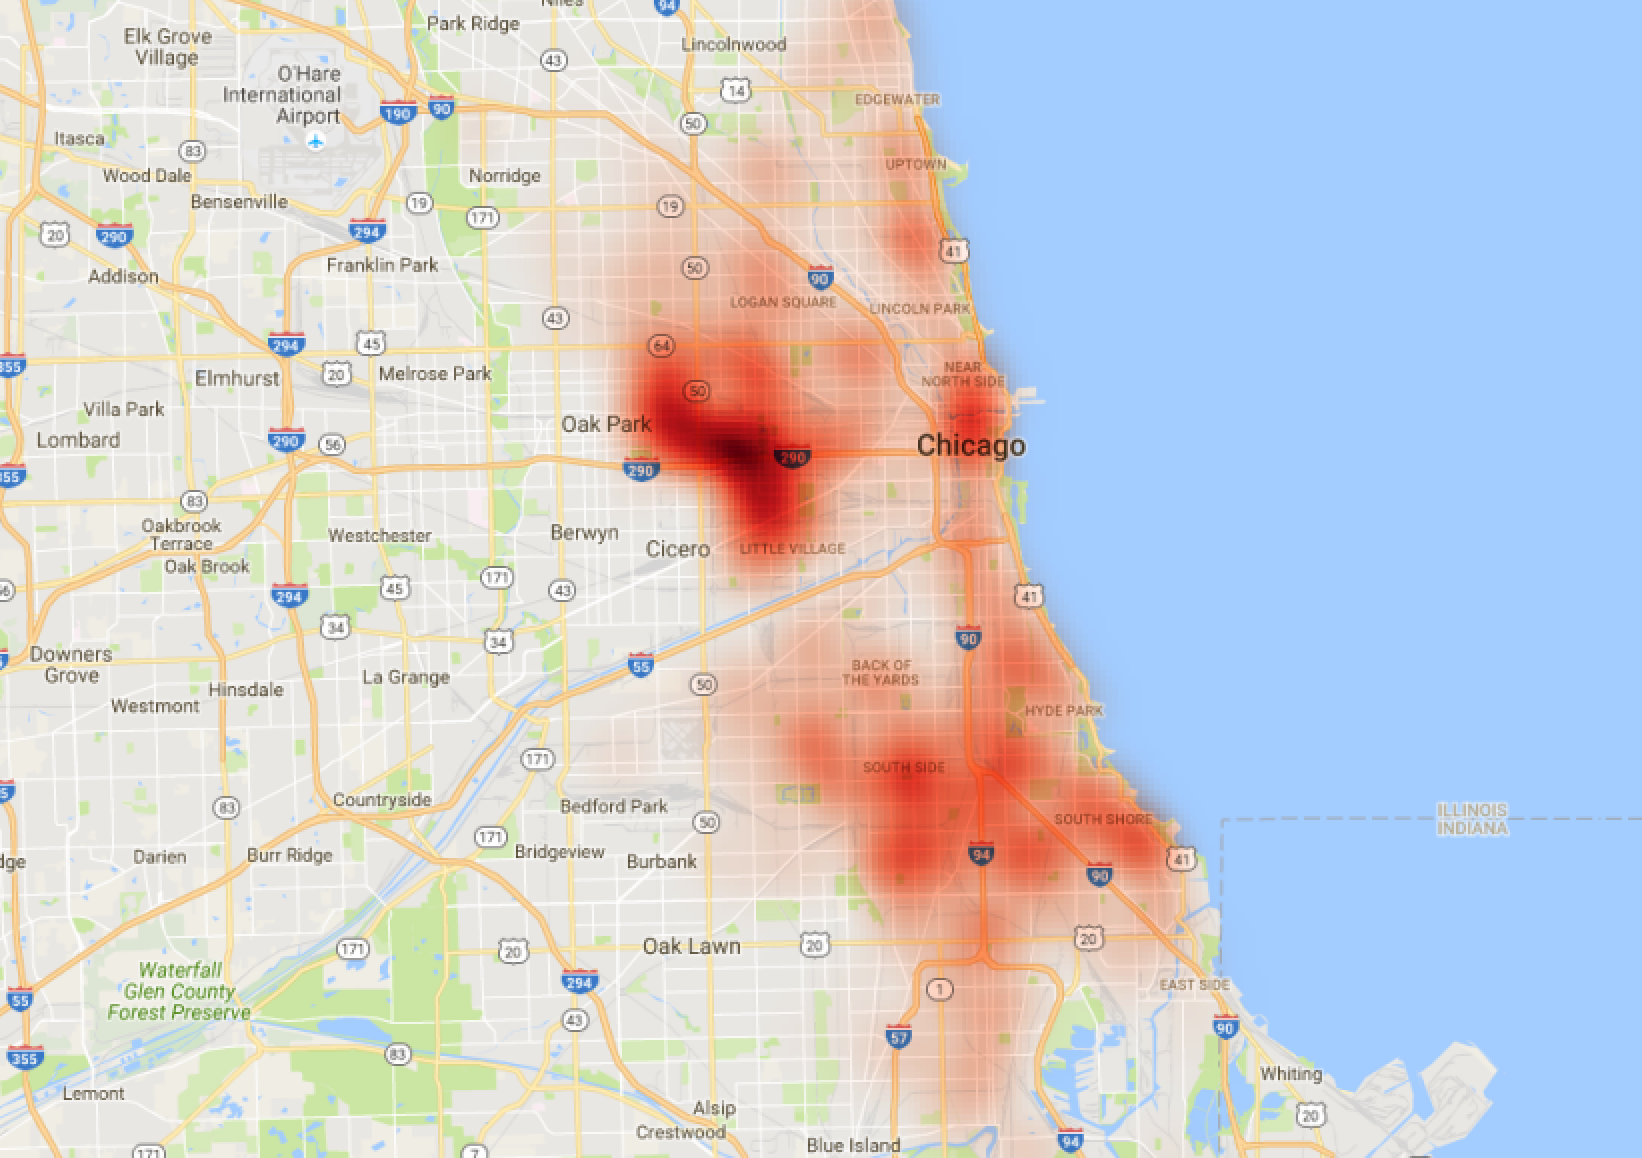 Niles
94
Park Ridge
Lincolnwood
Elk Grove
Village
43
O'Hare
International
Airport
14
190
90
EDGEWATER
50
Itasca
83
UPTOWN
Wood Dale
Norridge
Bensenville
19
171
19
20
290
294
41
Franklin Park
50
Addison
90
LOGAN SQUARE
LINCOLN PARK
43
294
45
64
355
NEAR
NORTH SIDE
Elmhurst
20
Melrose Park
50
Villa Park
Oak Park
Lombard
290
56
Chicago
290
290
355
83
Oakbrook
Terrace
Westchester
Berwyn
Cicero
LITTLE VILLAGE
Oak Brook
171
45
43
294
41
34
34
90
Downers
Grove
55
BACK OF
THE YARDS
La Grange
50
Hinsdale
Westmont
HYDE PARK
171
SOUTH SIDE
83
Countryside
Bedford Park
50
SOUTH SHORE
ILLINOIS
INDIANA
171
Darien
Burr Ridge
Bridgeview
Burbank
94
41
90
171
20
Oak Lawn
20
20
Waterfall
Glen County
Forest Preserve
294
1
EAST SIDE
55
43
57
90
355
83
Whiting
Lemont
Alsip
20
Crestwood
Blue Island
94
171
7